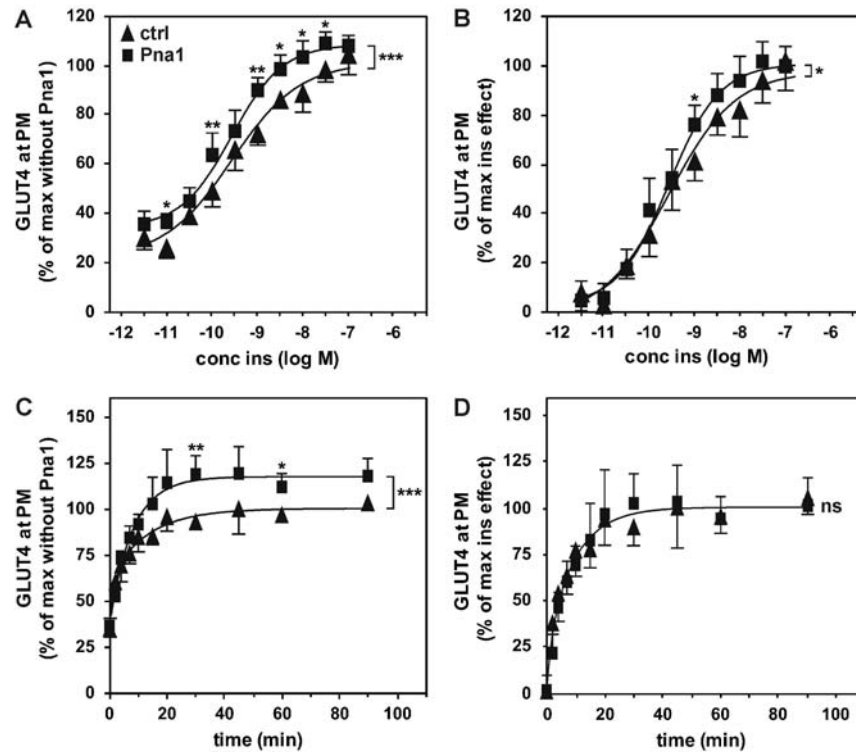 A
ctrl
Pna1
GLUT4 at PM
(% of max without Pna1)
120
100
80
60
40
20
0
*
**
**
*
*
*
***
-12 -11 -10 -9 -8 -7 -6
conc ins (log M)
B
GLUT4 at PM
(% of max ins effect)
120
100
80
60
40
20
0
*
*
-12 -11 -10 -9 -8 -7 -6
conc ins (log M)
C
GLUT4 at PM
(% of max without Pna1)
150
125
100
75
50
25
0
**
*
***
0 20 40 60 80 100
time (min)
D
GLUT4 at PM
(% of max ins effect)
150
125
100
75
50
25
0
ns
0 20 40 60 80 100
time (min)